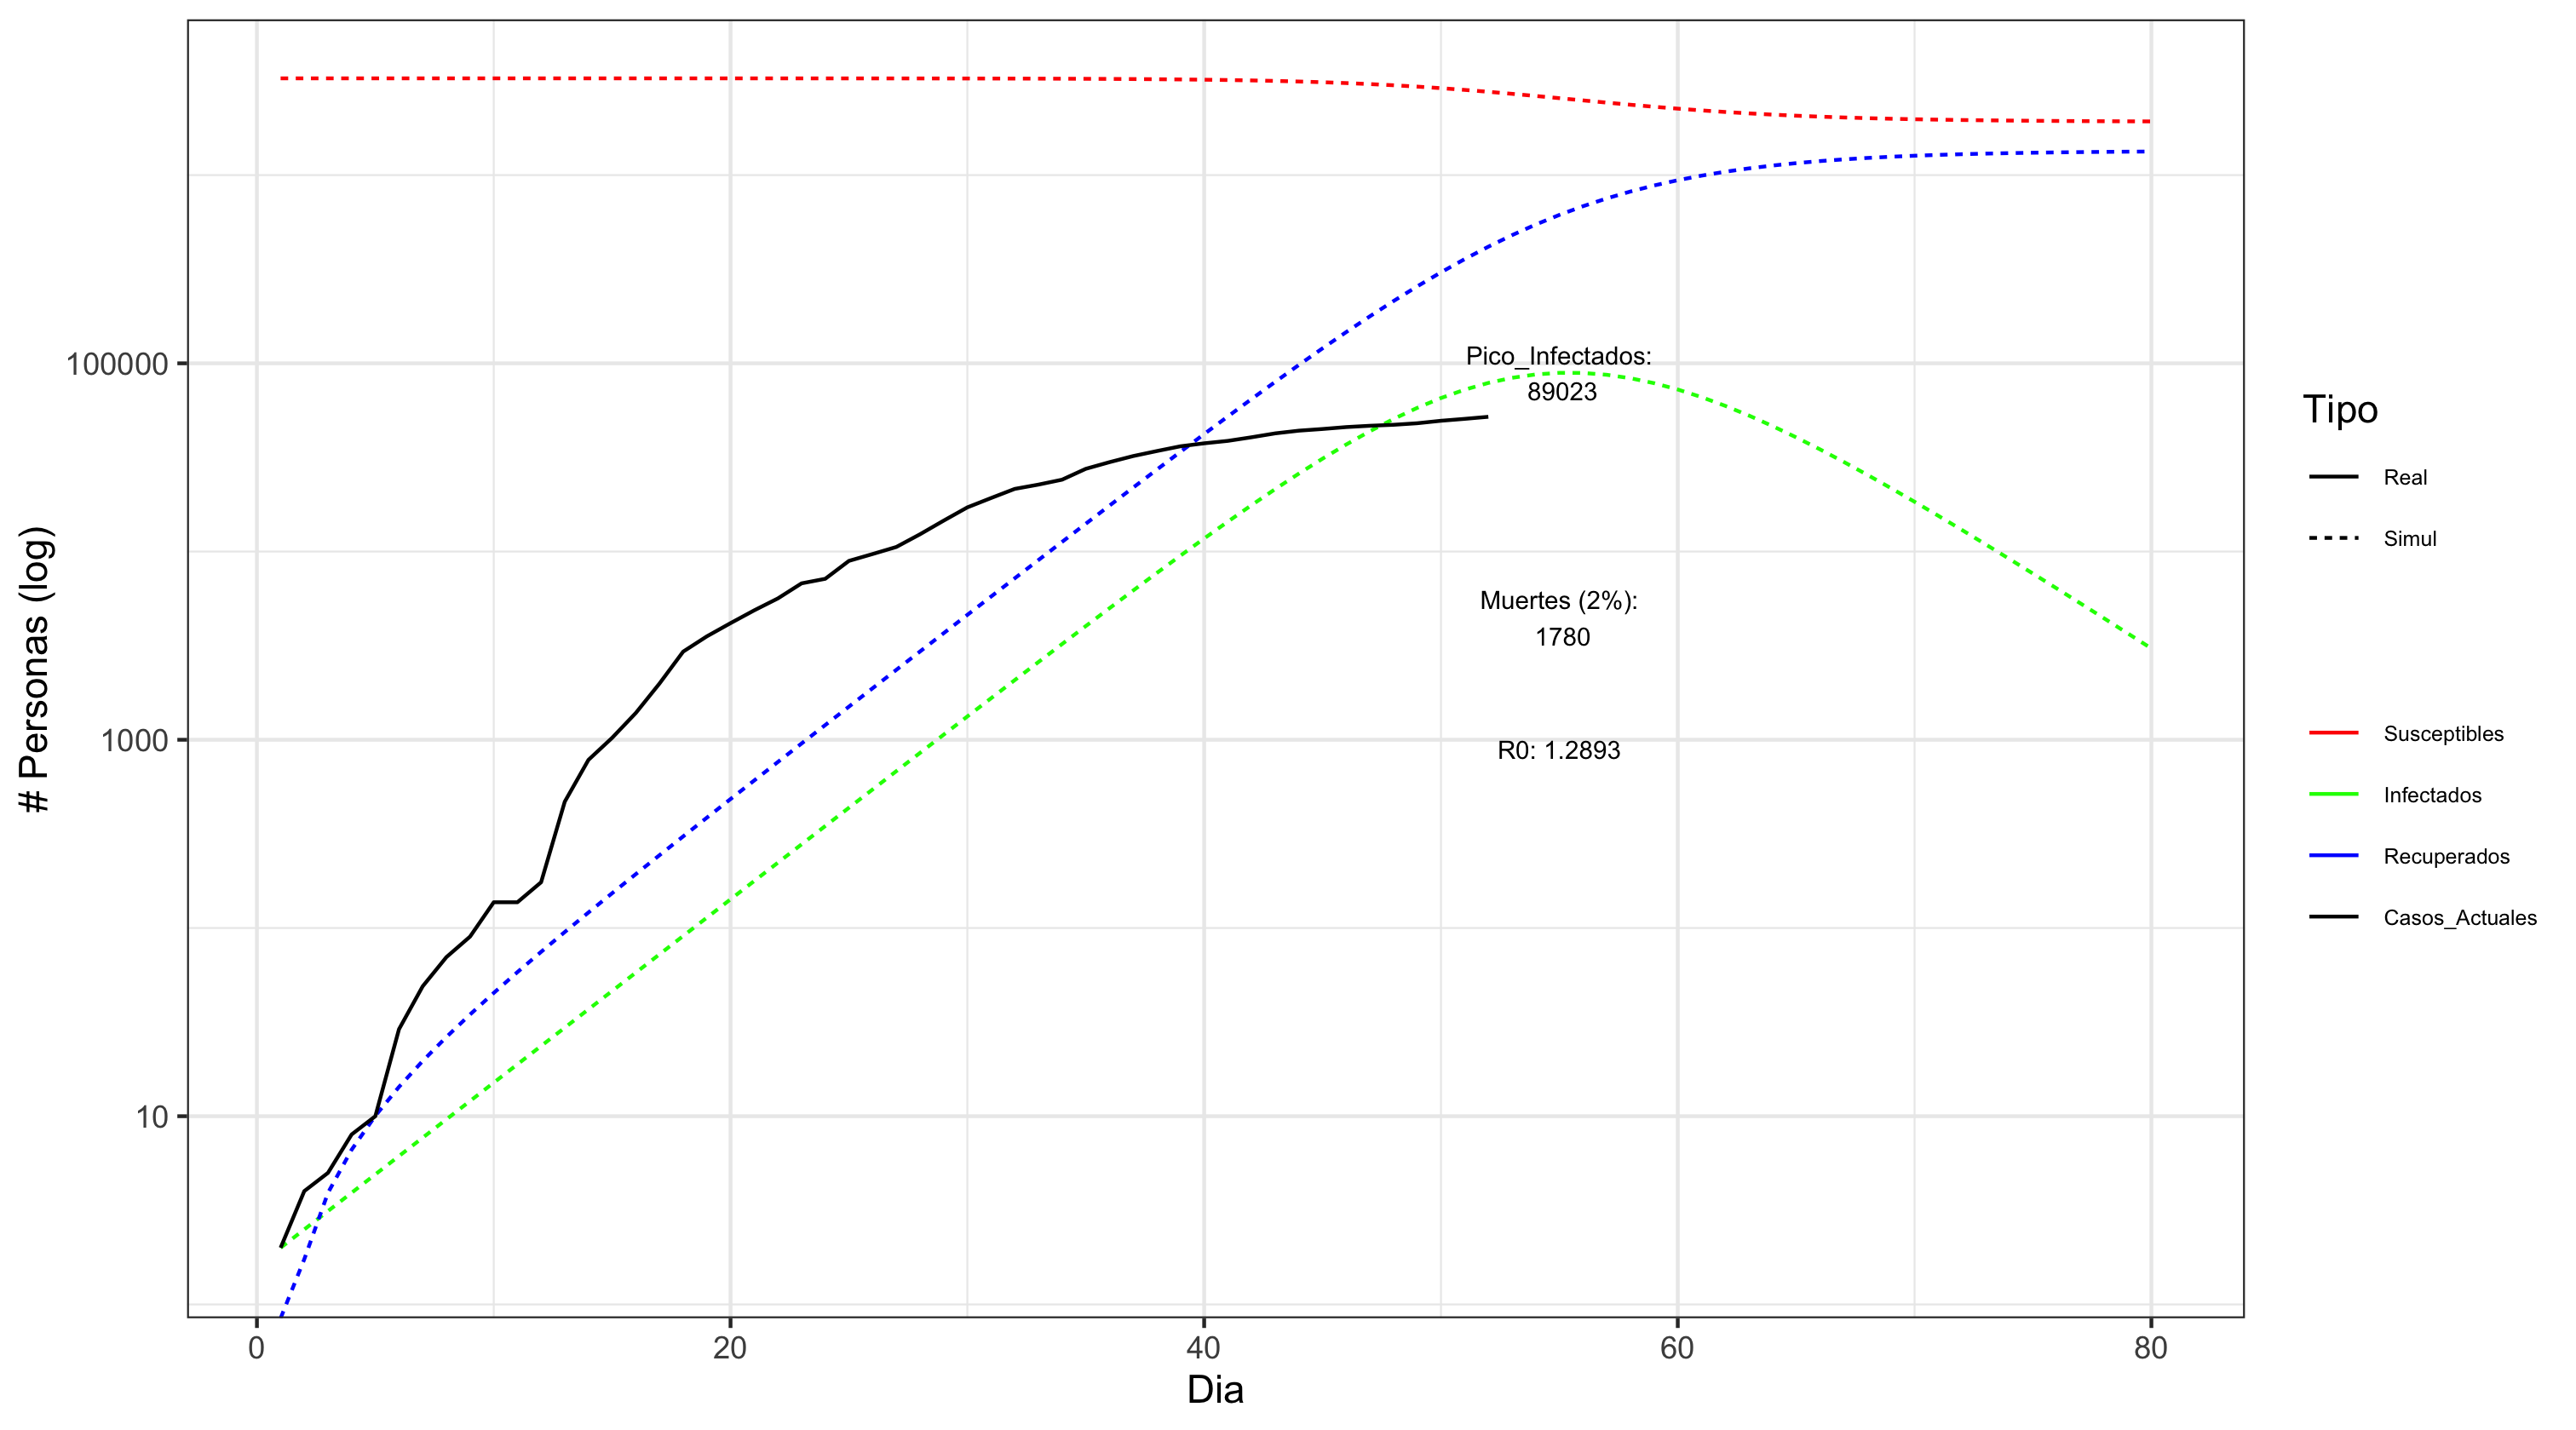 # Personas (log)
100000
1000
10
Pico_Infectados:
89023
Muertes (2%):
1780
R0: 1.2893
0
20
40
60
80
Dia
Tipo
Real
Simul
Susceptibles
Infectados
Recuperados
Casos_Actuales